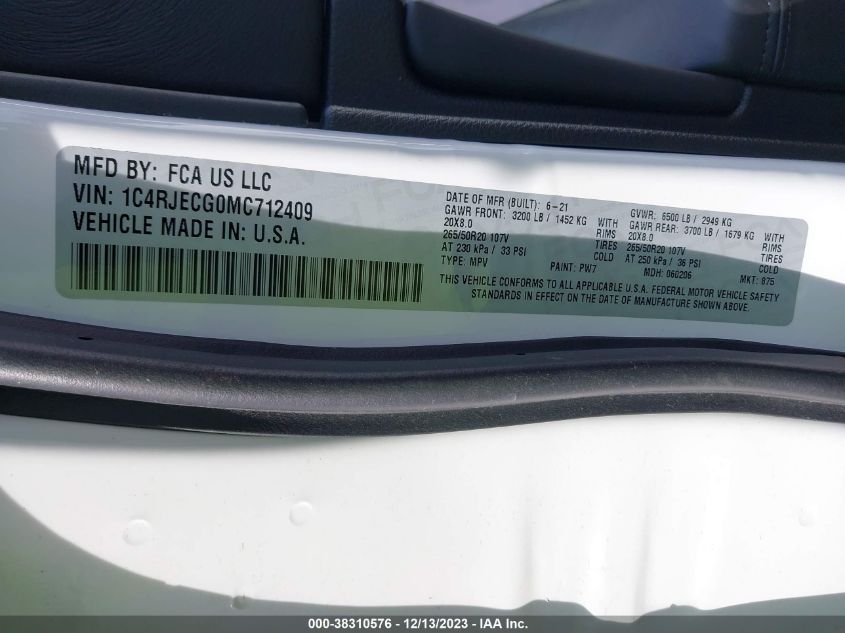 MFD BY: FCA US LLC
VIN: 1C4RJECG0MC712409
VEHICLE MADE IN: U.S.A.
DATE OF MFR (BUILT): 6-21
GAWR FRONT: 3200 LB / 1452 KG WITH
20X8.0 RIMS
265/50R20 107V TIRES
AT 230 kPa / 33 PSI COLD
TYPE: MPV PAINT: PW7
GVWR: 6500 LB / 2949 KG
GAWR REAR: 3700 LB / 1679 KG WITH
20X8.0 RIMS
265/50R20 107V TIRES
AT 250 kPa / 36 PSI COLD
MDH: 060206 MKT: 875
THIS VEHICLE CONFORMS TO ALL APPLICABLE U.S.A. FEDERAL MOTOR VEHICLE SAFETY
STANDARDS IN EFFECT ON THE DATE OF MANUFACTURE SHOWN ABOVE.
000-38310576 - 12/13/2023 - IAA Inc.